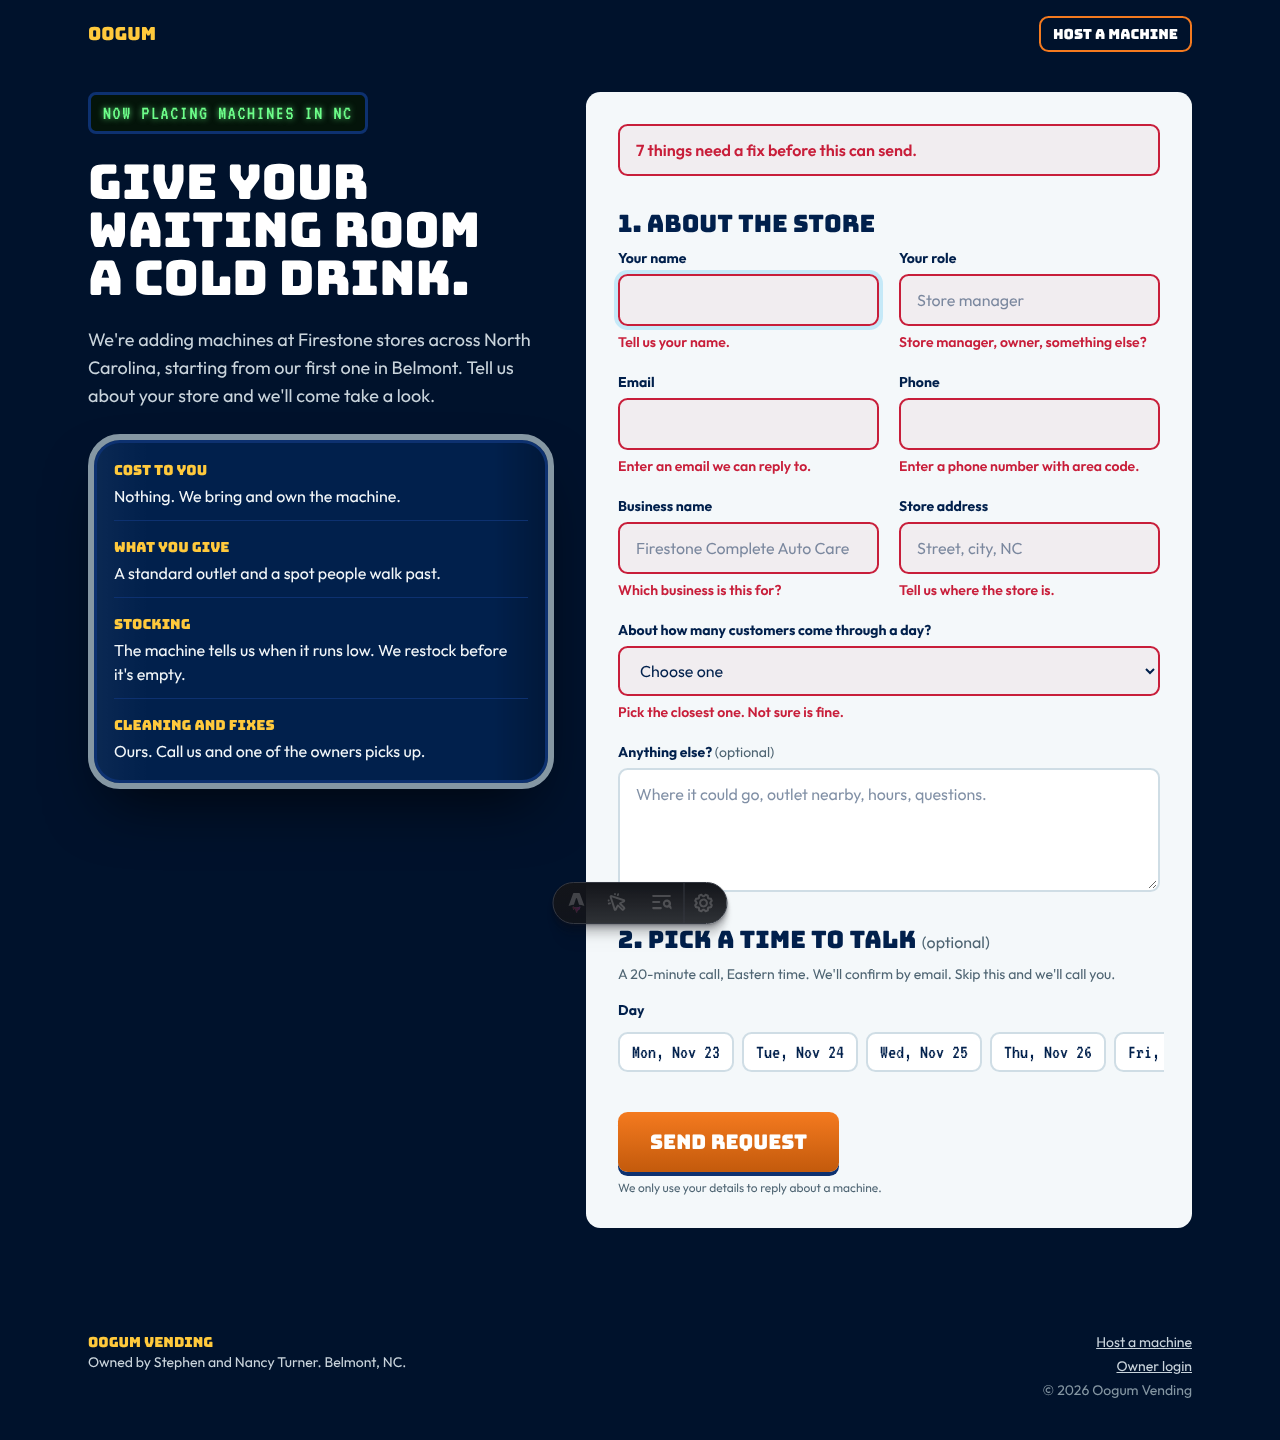 OOGUM
HOST A MACHINE
NOW PLACING MACHINES IN NC
GIVE YOUR
WAITING ROOM
A COLD DRINK.
We're adding machines at Firestone stores across North
Carolina, starting from our first one in Belmont. Tell us
about your store and we'll come take a look.
COST TO YOU
Nothing. We bring and own the machine.
WHAT YOU GIVE
A standard outlet and a spot people walk past.
STOCKING
The machine tells us when it runs low. We restock before
it's empty.
CLEANING AND FIXES
Ours. Call us and one of the owners picks up.
7 things need a fix before this can send.
1. ABOUT THE STORE
Your name
Tell us your name.
Your role
Store manager
Store manager, owner, something else?
Email
Enter an email we can reply to.
Phone
Enter a phone number with area code.
Business name
Firestone Complete Auto Care
Which business is this for?
Store address
Street, city, NC
Tell us where the store is.
About how many customers come through a day?
Choose one
Pick the closest one. Not sure is fine.
Anything else? (optional)
Where it could go, outlet nearby, hours, questions.
2. PICK A TIME TO TALK (optional)
A 20-minute call, Eastern time. We'll confirm by email. Skip this and we'll call you.
Day
Mon, Nov 23
Tue, Nov 24
Wed, Nov 25
Thu, Nov 26
Fri,
SEND REQUEST
We only use your details to reply about a machine.
OOGUM VENDING
Owned by Stephen and Nancy Turner. Belmont, NC.
Host a machine
Owner login
© 2026 Oogum Vending